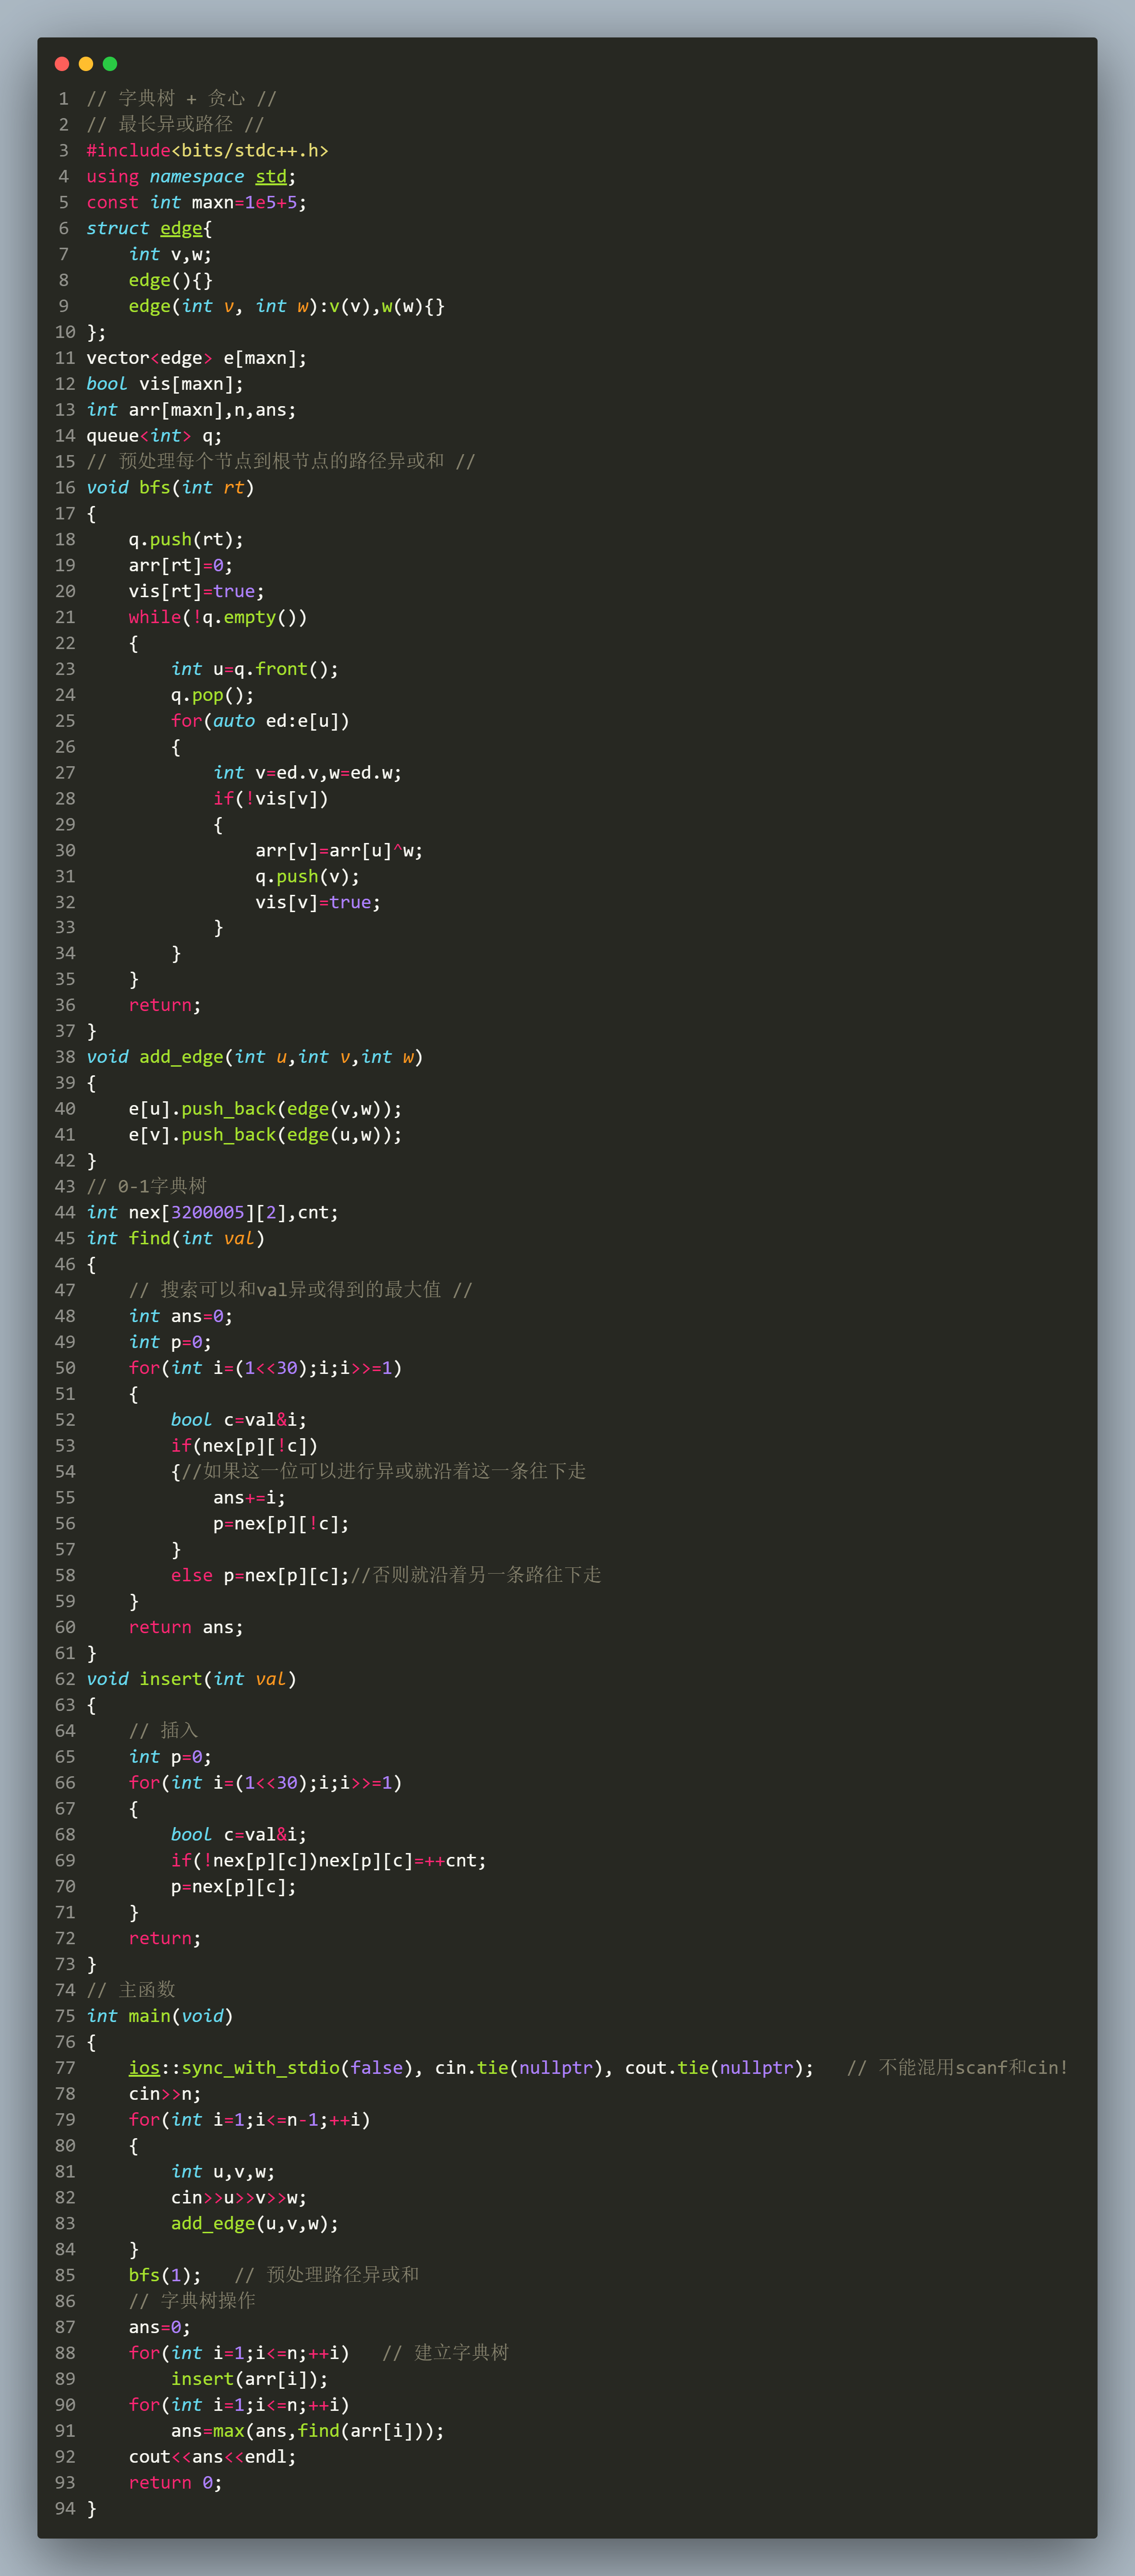 1 // 字典树 + 贪心 //
2 // 最长异或路径 //
3 #include<bits/stdc++.h>
4 using namespace std;
5 const int maxn=1e5+5;
6 struct edge{
7     int v,w;
8     edge(){}
9     edge(int v, int w):v(v),w(w){}
10 };
11 vector<edge> e[maxn];
12 bool vis[maxn];
13 int arr[maxn],n,ans;
14 queue<int> q;
15 // 预处理每个节点到根节点的路径异或和 //
16 void bfs(int rt)
17 {
18     q.push(rt);
19     arr[rt]=0;
20     vis[rt]=true;
21     while(!q.empty())
22     {
23         int u=q.front();
24         q.pop();
25         for(auto ed:e[u])
26         {
27             int v=ed.v,w=ed.w;
28             if(!vis[v])
29             {
30                 arr[v]=arr[u]^w;
31                 q.push(v);
32                 vis[v]=true;
33             }
34         }
35     }
36     return;
37 }
38 void add_edge(int u,int v,int w)
39 {
40     e[u].push_back(edge(v,w));
41     e[v].push_back(edge(u,w));
42 }
43 // 0-1字典树
44 int nex[3200005][2],cnt;
45 int find(int val)
46 {
47     // 搜索可以和val异或得到的最大值 //
48     int ans=0;
49     int p=0;
50     for(int i=(1<<30);i;i>>=1)
51     {
52         bool c=val&i;
53         if(nex[p][!c])
54         {//如果这一位可以进行异或就沿着这一条往下走
55             ans+=i;
56             p=nex[p][!c];
57         }
58         else p=nex[p][c];//否则就沿着另一条路往下走
59     }
60     return ans;
61 }
62 void insert(int val)
63 {
64     // 插入
65     int p=0;
66     for(int i=(1<<30);i;i>>=1)
67     {
68         bool c=val&i;
69         if(!nex[p][c])nex[p][c]=++cnt;
70         p=nex[p][c];
71     }
72     return;
73 }
74 // 主函数
75 int main(void)
76 {
77     ios::sync_with_stdio(false), cin.tie(nullptr), cout.tie(nullptr);   // 不能混用scanf和cin!
78     cin>>n;
79     for(int i=1;i<=n-1;++i)
80     {
81         int u,v,w;
82         cin>>u>>v>>w;
83         add_edge(u,v,w);
84     }
85     bfs(1);   // 预处理路径异或和
86     // 字典树操作
87     ans=0;
88     for(int i=1;i<=n;++i)   // 建立字典树
89         insert(arr[i]);
90     for(int i=1;i<=n;++i)
91         ans=max(ans,find(arr[i]));
92     cout<<ans<<endl;
93     return 0;
94 }